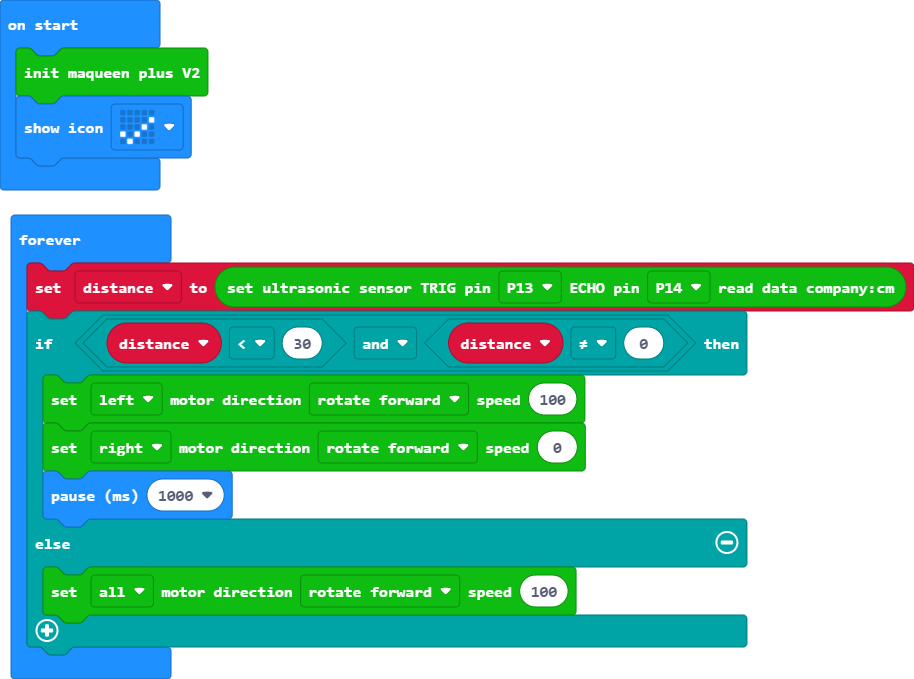 on start
init maqueen plus V2
show icon
forever
set distance to set ultrasonic sensor TRIG pin P13 ECHO pin P14 read data company:cm
if distance < 30 and distance ≠ 0 then
set left motor direction rotate forward speed 100
set right motor direction rotate forward speed 0
pause (ms) 1000
else
set all motor direction rotate forward speed 100